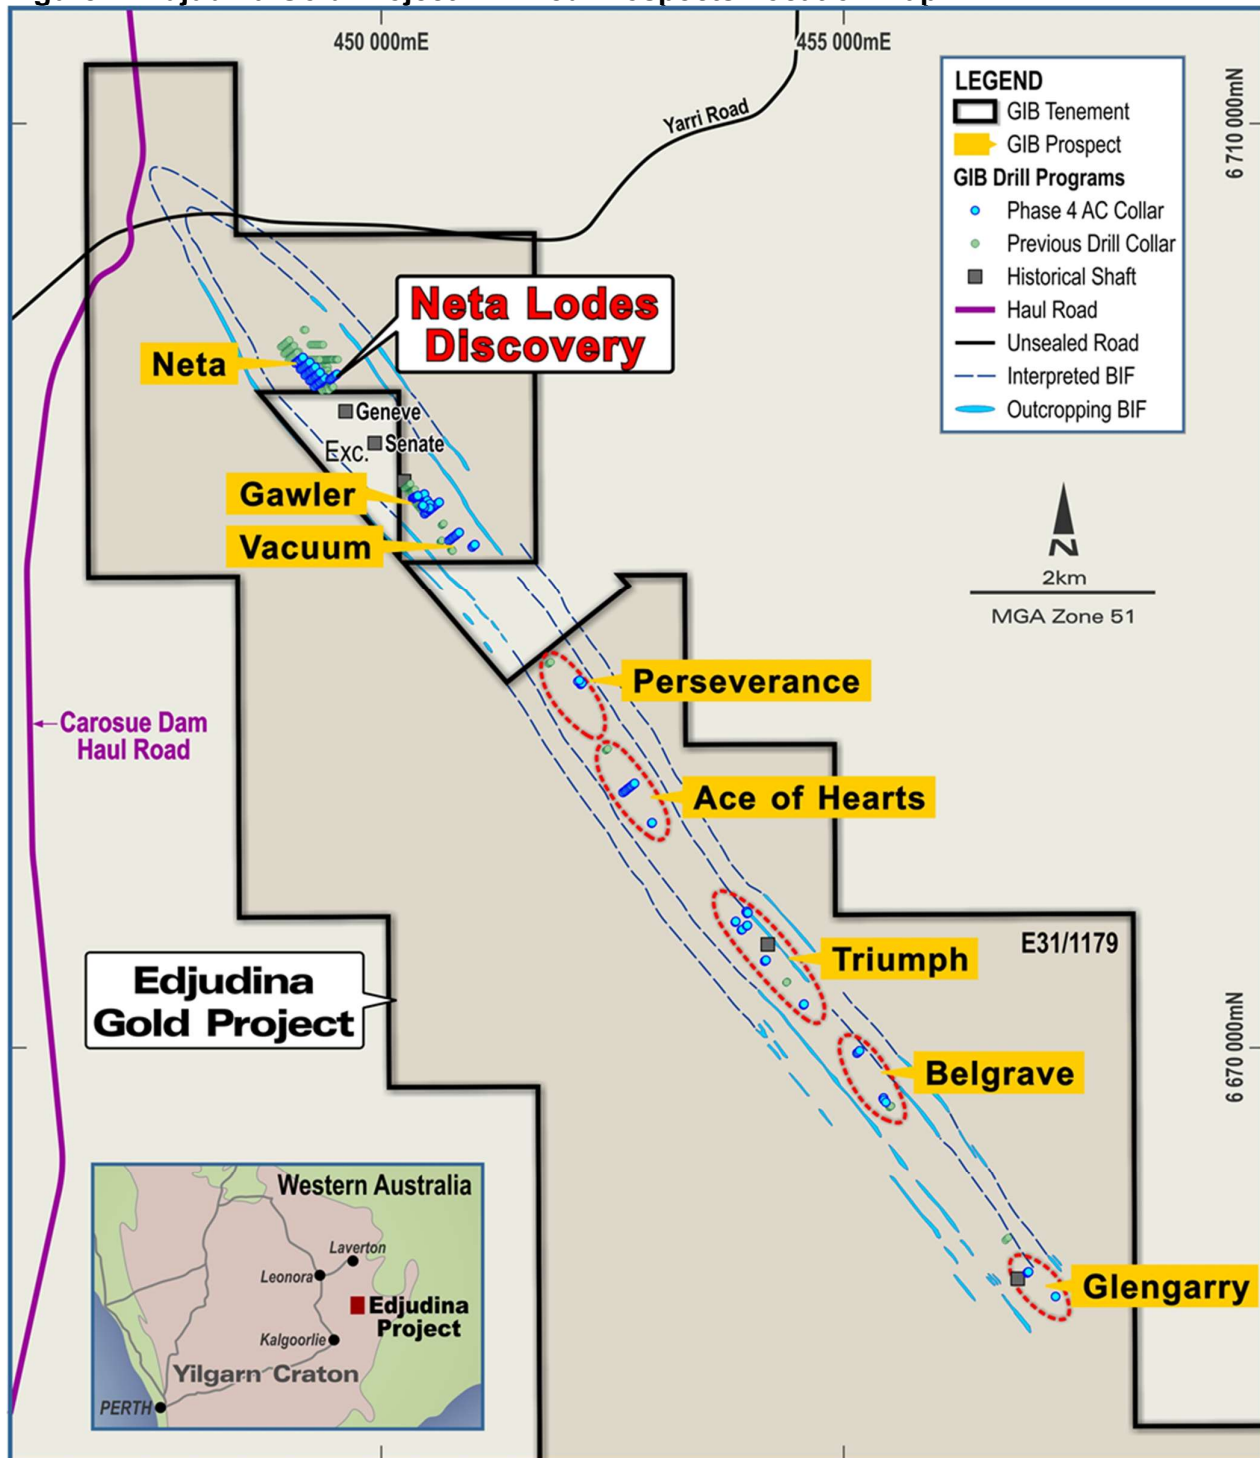 450 000mE
455 000mE
6 710 000mN
Yarri Road
LEGEND
GIB Tenement
GIB Prospect
GIB Drill Programs
Phase 4 AC Collar
Previous Drill Collar
Historical Shaft
Haul Road
Unsealed Road
Interpreted BIF
Outcropping BIF
Neta Lodes
Discovery
Neta
Geneve
Exc.
Senate
Gawler
Vacuum
N
2km
MGA Zone 51
Perseverance
Carosue Dam
Haul Road
Ace of Hearts
Triumph
E31/1179
Edjudina
Gold Project
Belgrave
6 670 000mN
Glengarry
Western Australia
Laverton
Leonora
Edjudina
Project
Kalgoorlie
Yilgarn Craton
PERTH